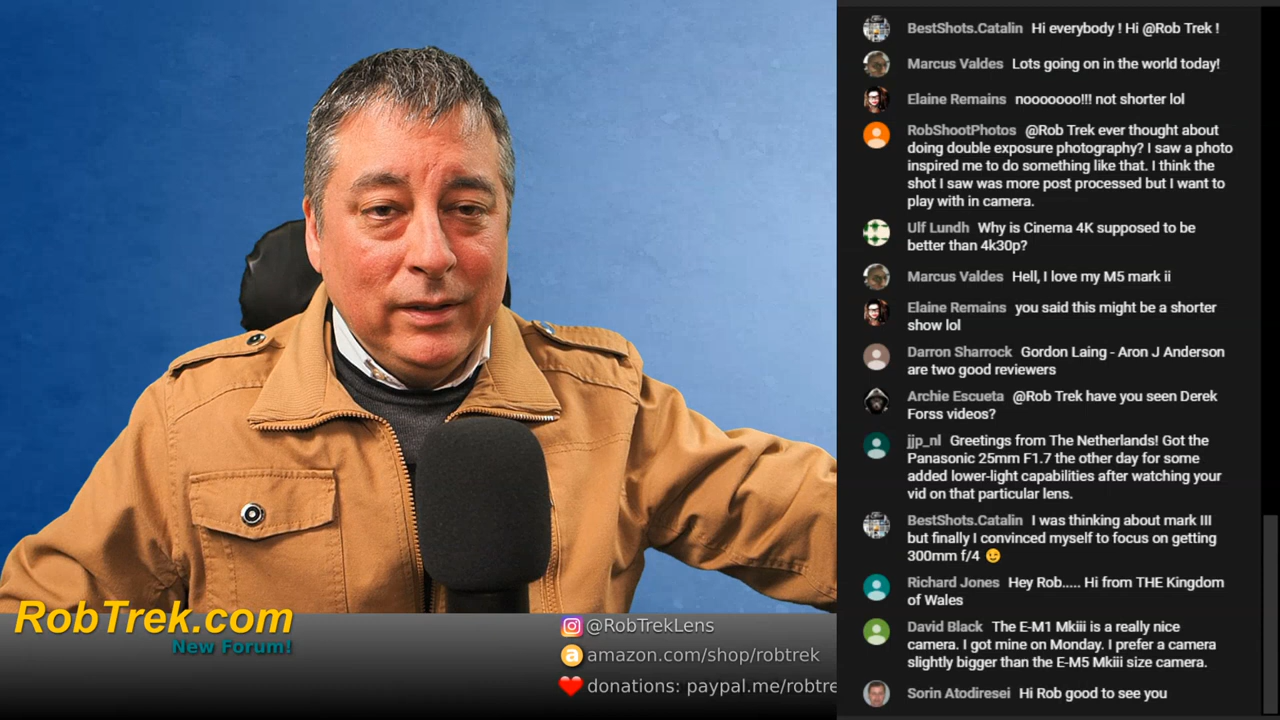 BestShots.Catalin Hi everybody ! Hi @Rob Trek !
Marcus Valdes Lots going on in the world today!
Elaine Remains nooooooo!!! not shorter lol
RobShootPhotos @Rob Trek ever thought about
doing double exposure photography? I saw a photo
inspired me to do something like that. I think the
shot I saw was more post processed but I want to
play with in camera.
Ulf Lundh Why is Cinema 4K supposed to be
better than 4k30p?
Marcus Valdes Hell, I love my M5 mark ii
Elaine Remains you said this might be a shorter
show lol
Darron Sharrock Gordon Laing - Aron J Anderson
are two good reviewers
Archie Escueta @Rob Trek have you seen Derek
Forss videos?
jjp_nl Greetings from The Netherlands! Got the
Panasonic 25mm F1.7 the other day for some
added lower-light capabilities after watching your
vid on that particular lens.
BestShots.Catalin I was thinking about mark III
but finally I convinced myself to focus on getting
300mm f/4 😉
Richard Jones Hey Rob..... Hi from THE Kingdom
of Wales
David Black The E-M1 Mkiii is a really nice
camera. I got mine on Monday. I prefer a camera
slightly bigger than the E-M5 Mkiii size camera.
Sorin Atodiresei Hi Rob good to see you
RobTrek.com
New Forum!
@RobTrekLens
amazon.com/shop/robtrek
donations: paypal.me/robtre